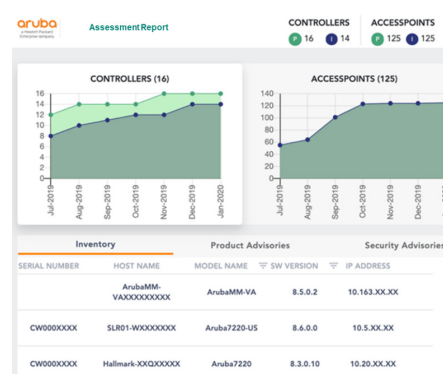 aruba
a Hewlett Packard
Enterprise company
Assessment Report
CONTROLLERS
P 16 I 14
ACCESSPOINTS
P 125 I 125
CONTROLLERS (16)
16
14
12
10
8
6
4
2
0
Jul-2019
Aug-2019
Sep-2019
Oct-2019
Nov-2019
Dec-2019
Jan-2020
ACCESSPOINTS (125)
140
120
100
80
60
40
20
0
Jul-2019
Aug-2019
Sep-2019
Oct-2019
Nov-2019
Dec-2019
Inventory Product Advisories Security Advisories
SERIAL NUMBER HOST NAME MODEL NAME SW VERSION IP ADDRESS
ArubaMM-
VAXXXXXXXXX ArubaMM-VA 8.5.0.2 10.163.XX.XX
CW000XXXX SLR01-WXXXXXXX Aruba7220-US 8.6.0.0 10.5.XX.XX
CW000XXXX Hallmark-XXQXXXXX Aruba7220 8.3.0.10 10.20.XX.XX